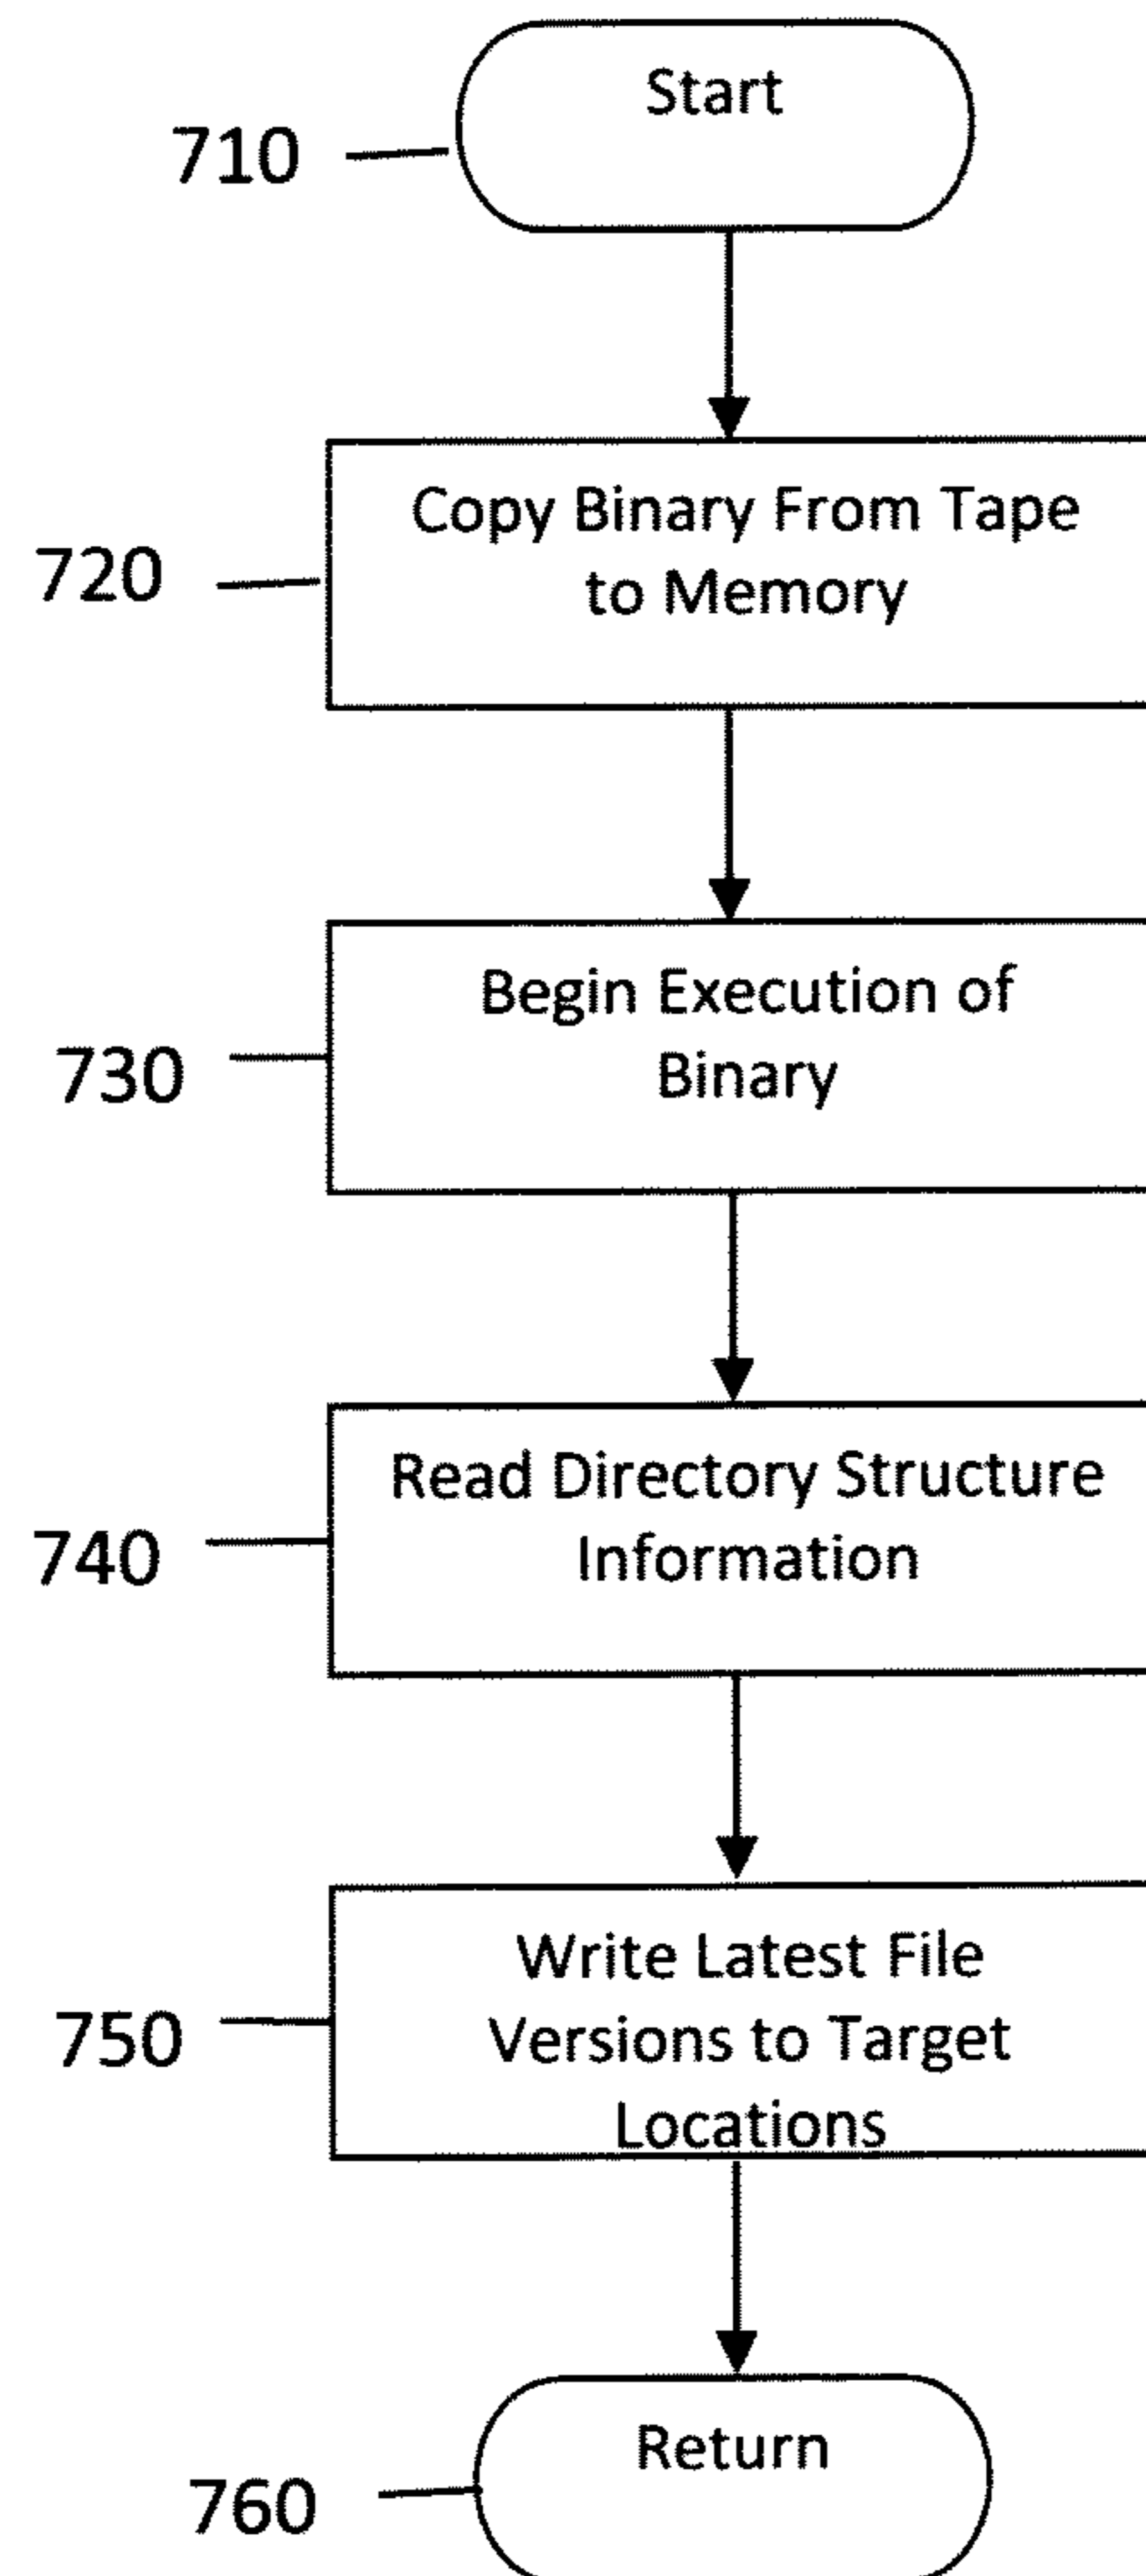 Start
710
Copy Binary From Tape
to Memory
720
Begin Execution of
Binary
730
Read Directory Structure
Information
740
Write Latest File
Versions to Target
Locations
750
Return
760